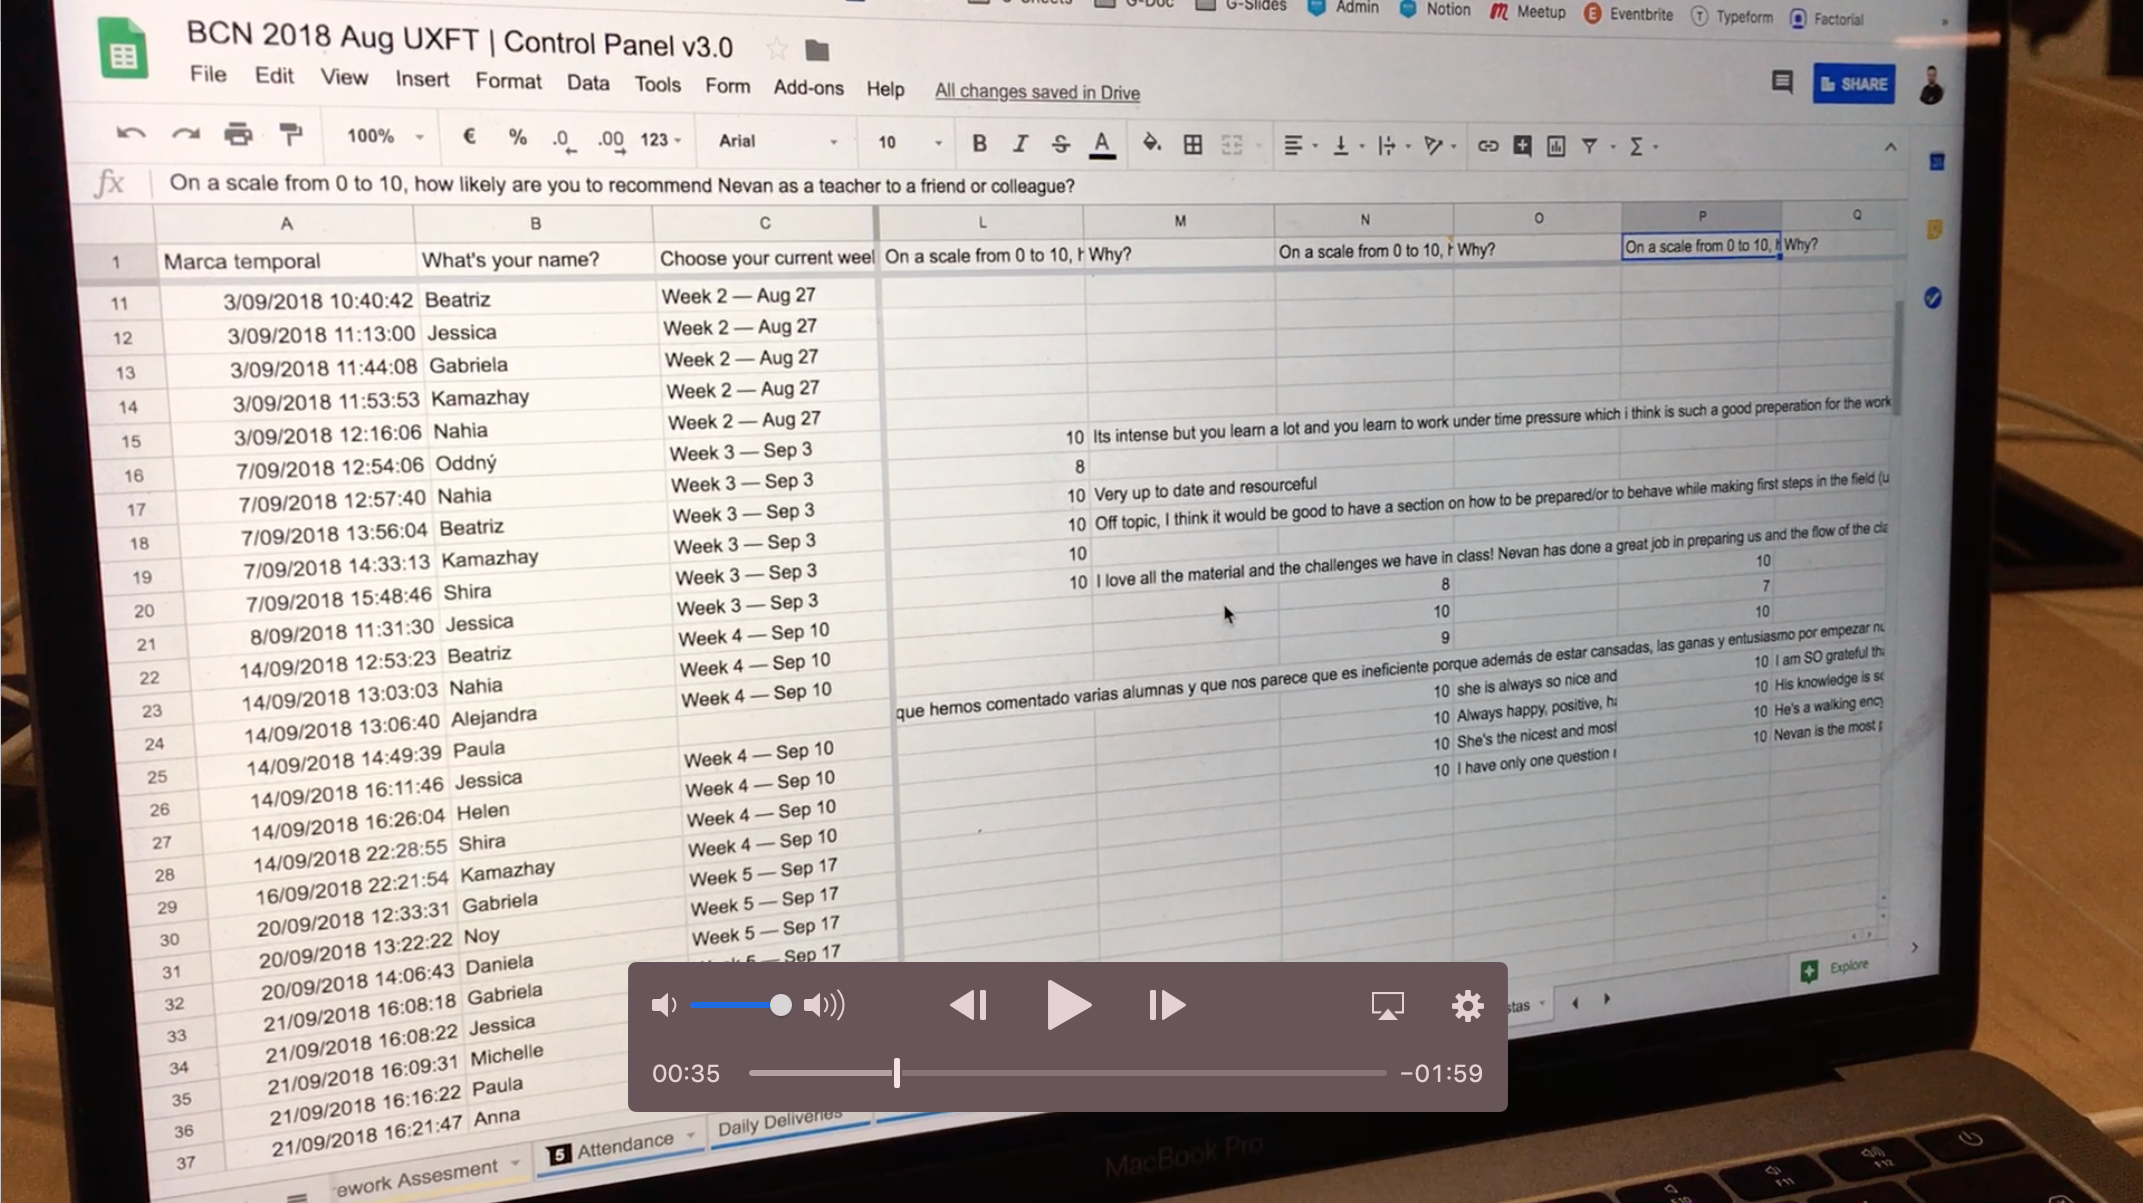 G-Slides Admin Notion Meetup Eventbrite Typeform Factorial
BCN 2018 Aug UXFT | Control Panel v3.0
File Edit View Insert Format Data Tools Form Add-ons Help All changes saved in Drive
SHARE
100% € % .0 .00 123 Arial 10 B I S A
fx On a scale from 0 to 10, how likely are you to recommend Nevan as a teacher to a friend or colleague?
A B C L M N O P Q
1 Marca temporal What's your name? Choose your current weel On a scale from 0 to 10, h Why? On a scale from 0 to 10, h Why? On a scale from 0 to 10, h Why?
11 3/09/2018 10:40:42 Beatriz Week 2 — Aug 27
12 3/09/2018 11:13:00 Jessica Week 2 — Aug 27
13 3/09/2018 11:44:08 Gabriela Week 2 — Aug 27
14 3/09/2018 11:53:53 Kamazhay Week 2 — Aug 27
15 3/09/2018 12:16:06 Nahia Week 2 — Aug 27
16 7/09/2018 12:54:06 Oddný Week 3 — Sep 3 10 Its intense but you learn a lot and you learn to work under time pressure which i think is such a good preperation for the work
17 7/09/2018 12:57:40 Nahia Week 3 — Sep 3 8
18 7/09/2018 13:56:04 Beatriz Week 3 — Sep 3 10 Very up to date and resourceful
19 7/09/2018 14:33:13 Kamazhay Week 3 — Sep 3 10 Off topic, I think it would be good to have a section on how to be prepared/or to behave while making first steps in the field (u
20 7/09/2018 15:48:46 Shira Week 3 — Sep 3 10
21 8/09/2018 11:31:30 Jessica Week 3 — Sep 3 10 I love all the material and the challenges we have in class! Nevan has done a great job in preparing us and the flow of the cla
22 14/09/2018 12:53:23 Beatriz Week 4 — Sep 10 8 10
23 14/09/2018 13:03:03 Nahia Week 4 — Sep 10 10 7
24 14/09/2018 13:06:40 Alejandra Week 4 — Sep 10 9 10
25 14/09/2018 14:49:39 Paula que hemos comentado varias alumnas y que nos parece que es ineficiente porque además de estar cansadas, las ganas y entusiasmo por empezar nu
26 14/09/2018 16:11:46 Jessica Week 4 — Sep 10 10 she is always so nice and 10 I am SO grateful tha
27 14/09/2018 16:26:04 Helen Week 4 — Sep 10 10 Always happy, positive, ha 10 His knowledge is so
28 14/09/2018 22:28:55 Shira Week 4 — Sep 10 10 She's the nicest and most 10 He's a walking ency
29 16/09/2018 22:21:54 Kamazhay Week 4 — Sep 10 10 I have only one question r 10 Nevan is the most p
30 20/09/2018 12:33:31 Gabriela Week 5 — Sep 17
31 20/09/2018 13:22:22 Noy Week 5 — Sep 17
32 20/09/2018 14:06:43 Daniela Week 5 — Sep 17
33 21/09/2018 16:08:18 Gabriela Sep 17
34 21/09/2018 16:08:22 Jessica
35 21/09/2018 16:09:31 Michelle
36 21/09/2018 16:16:22 Paula
37 21/09/2018 16:21:47 Anna
Explore
ework Assesment 5 Attendance Daily Deliveries stas
00:35 −01:59
MacBook Pro
F10 F11 F12